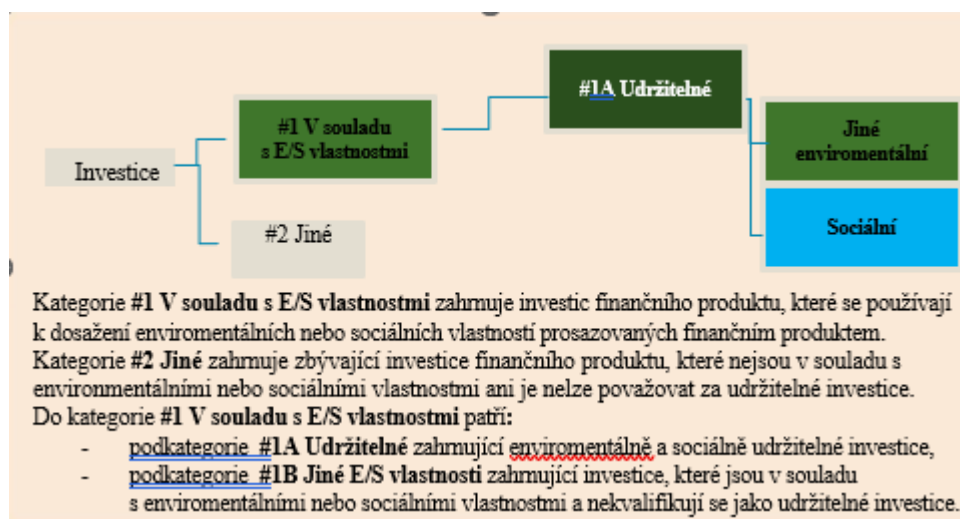 #1A Udržitelné
#1 V souladu
s E/S vlastnostmi
Jiné
enviromentální
Investice
Sociální
#2 Jiné
Kategorie #1 V souladu s E/S vlastnostmi zahrnuje investic finančního produktu, které se používají
k dosažení enviromentálních nebo sociálních vlastností prosazovaných finančním produktem.
Kategorie #2 Jiné zahrnuje zbývající investice finančního produktu, které nejsou v souladu s
environmentálními nebo sociálními vlastnostmi ani je nelze považovat za udržitelné investice.
Do kategorie #1 V souladu s E/S vlastnostmi patří:
- podkategorie #1A Udržitelné zahrnující enviromentálně a sociálně udržitelné investice,
- podkategorie #1B Jiné E/S vlastnosti zahrnující investice, které jsou v souladu
s enviromentálními nebo sociálními vlastnostmi a nekvalifikují se jako udržitelné investice.